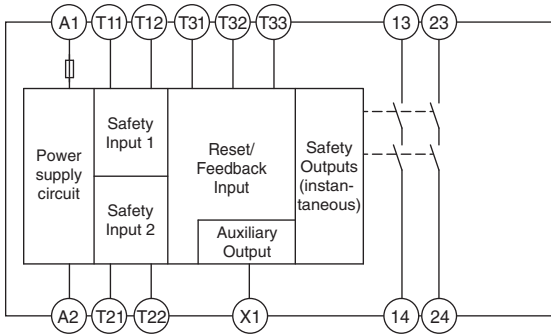 A1 T11 T12 T31 T32 T33 13 23
Power
supply
circuit
Safety
Input 1
Safety
Input 2
Reset/
Feedback
Input
Auxiliary
Output
Safety
Outputs
(instan-
taneous)
A2 T21 T22 X1 14 24